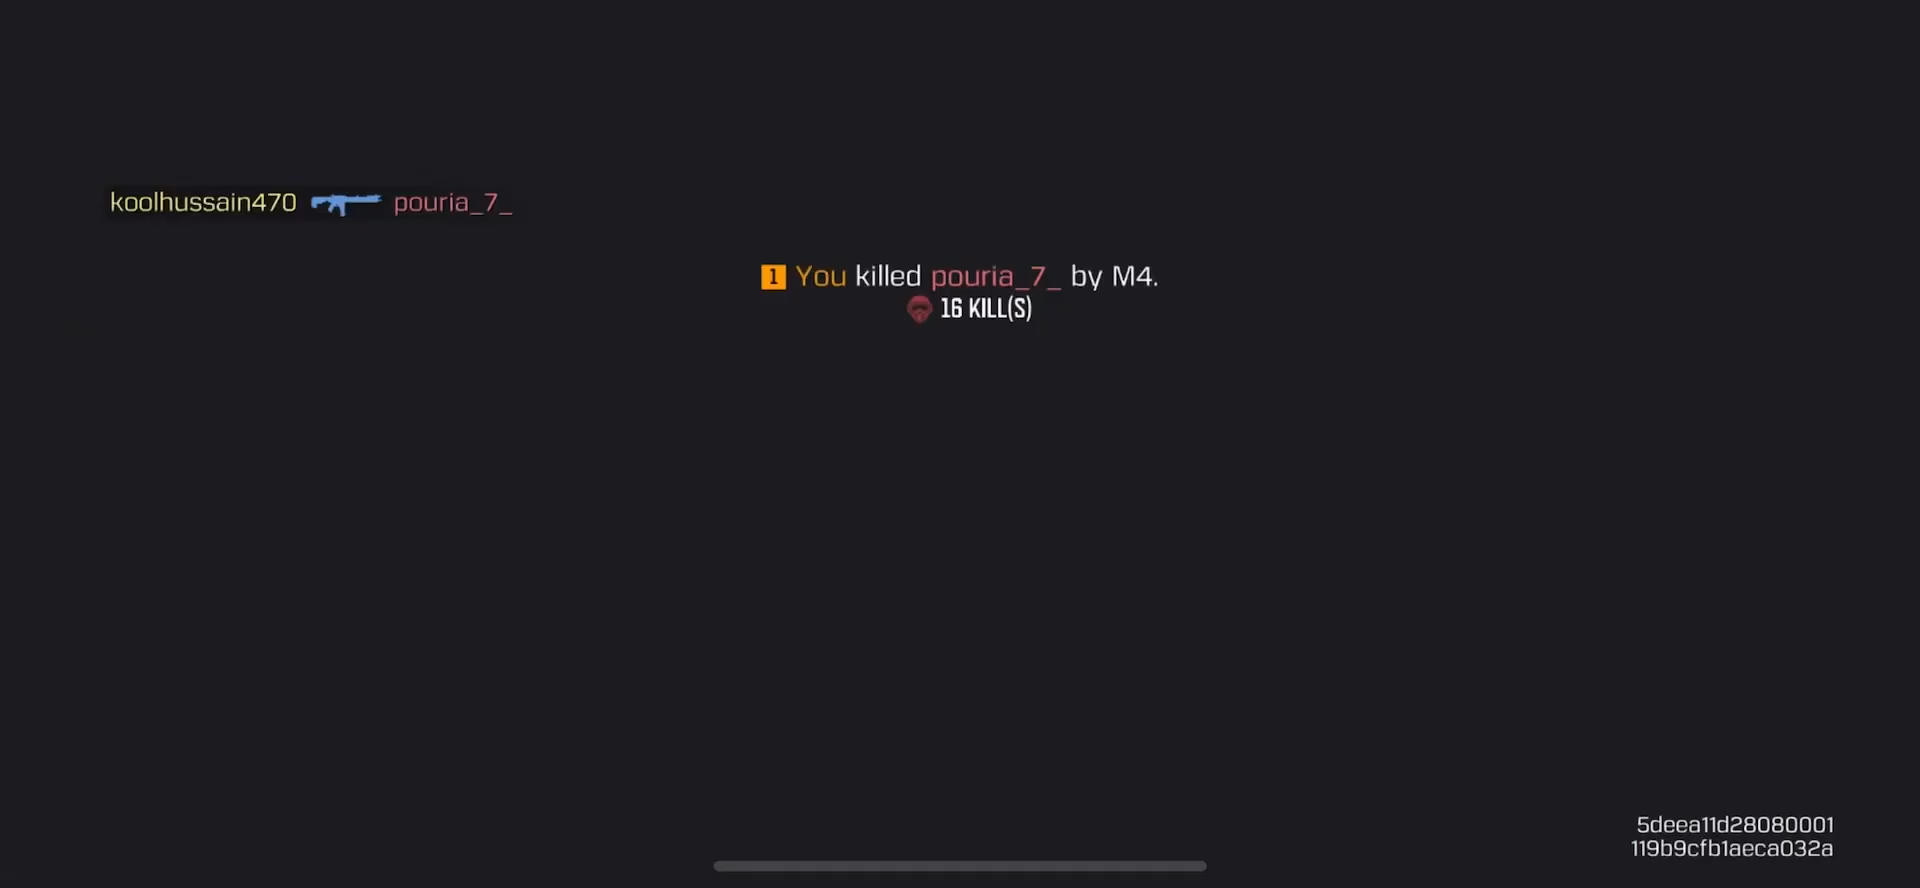 koolhussain470 pouria_7_
1 You killed pouria_7_ by M4.
16 KILL(S)
5deea11d28080001
119b9cfb1aeca032a